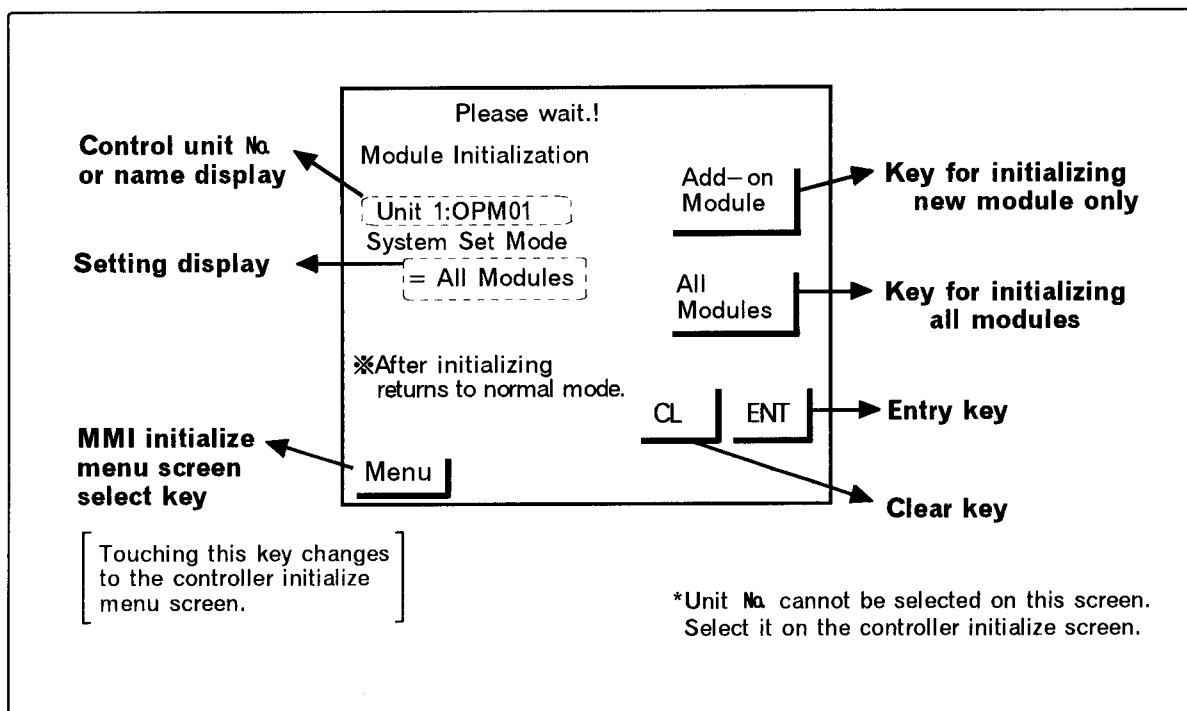 Please wait.!
Control unit No.
or name display
Module Initialization
Add-on
Module
Key for initializing
new module only
Unit 1:OPM01
System Set Mode
Setting display
= All Modules
All
Modules
Key for initializing
all modules
※After initializing
returns to normal mode.
CL
ENT
Entry key
MMI initialize
menu screen
select key
Menu
Clear key
[Touching this key changes
to the controller initialize
menu screen.]
*Unit No. cannot be selected on this screen.
Select it on the controller initialize screen.